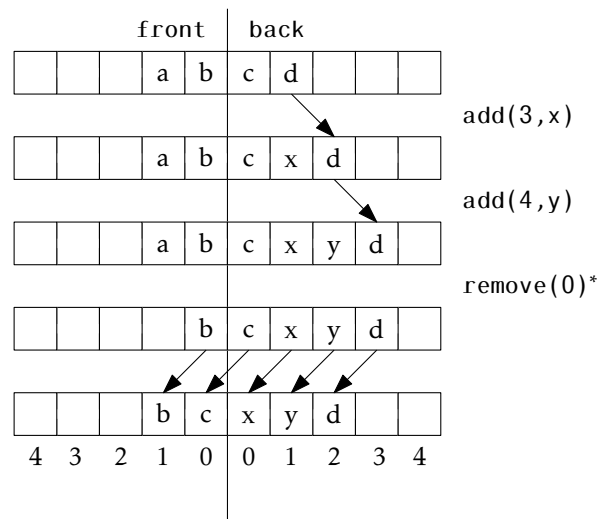 front back
a b c d
add(3,x)
a b c x d
add(4,y)
a b c x y d
remove(0)*
b c x y d
b c x y d
4 3 2 1 0 0 1 2 3 4